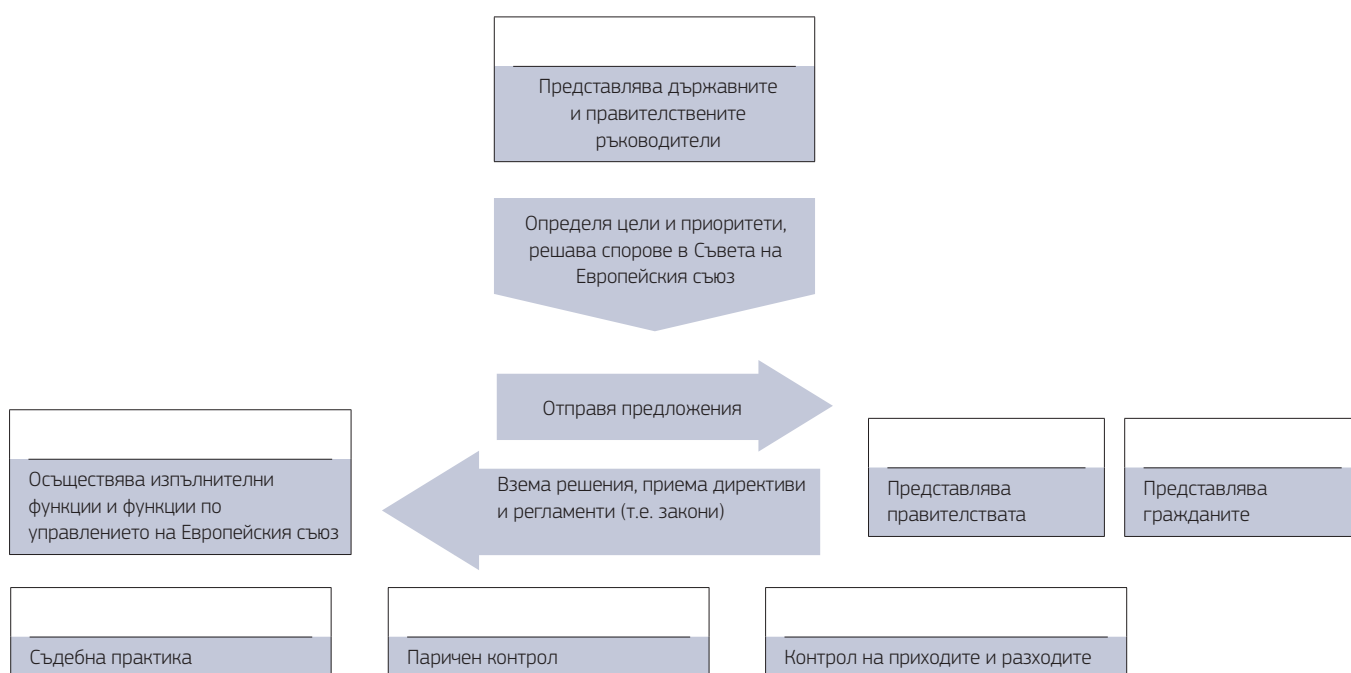 Представлява държавните
и правителствените
ръководители
Определя цели и приоритети,
решава спорове в Съвета на
Европейския съюз
Отправя предложения
Взема решения, приема директиви
и регламенти (т.е. закони)
Осъществява изпълнителни
функции и функции по
управлението на Европейския съюз
Представлява
правителствата
Представлява
гражданите
Съдебна практика
Паричен контрол
Контрол на приходите и разходите